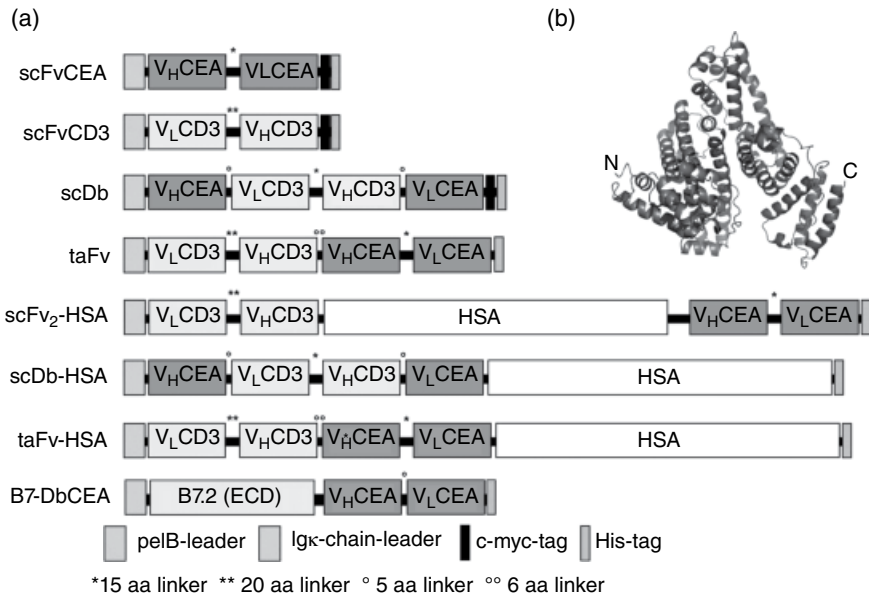 (a)
(b)
*
scFvCEA VHCEA VLCEA
**
scFvCD3 VLCD3 VHCD3
° * °
scDb VHCEA VLCD3 VHCD3 VLCEA
** °° *
taFv VLCD3 VHCD3 VHCEA VLCEA
N
C
** *
scFv2-HSA VLCD3 VHCD3 HSA VHCEA VLCEA
° * °
scDb-HSA VHCEA VLCD3 VHCD3 VLCEA HSA
** °° *
taFv-HSA VLCD3 VHCD3 VHCEA VLCEA HSA
°
B7-DbCEA B7.2 (ECD) VHCEA VLCEA
pelB-leader Igκ-chain-leader c-myc-tag His-tag
*15 aa linker ** 20 aa linker ° 5 aa linker °° 6 aa linker